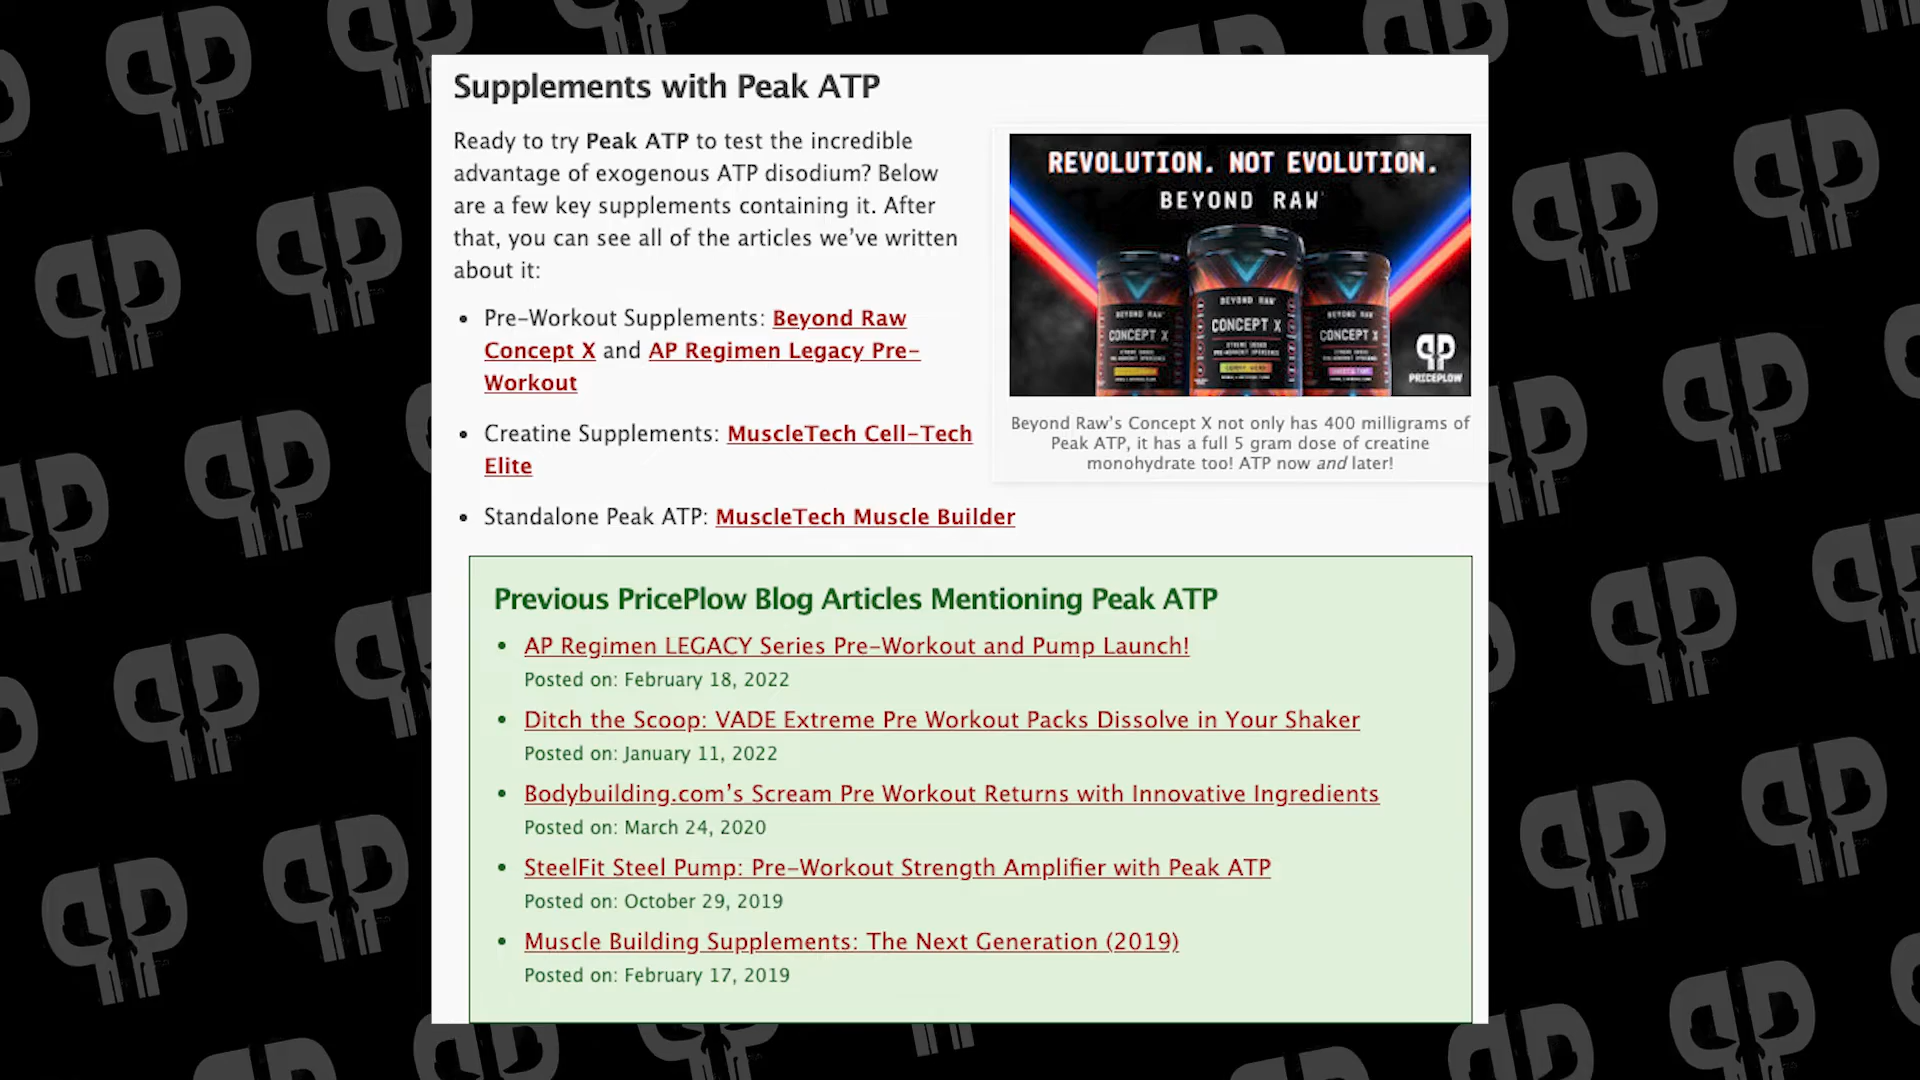 Supplements with Peak ATP
Ready to try Peak ATP to test the incredible
advantage of exogenous ATP disodium? Below
are a few key supplements containing it. After
that, you can see all of the articles we've written
about it:
• Pre-Workout Supplements: Beyond Raw
Concept X and AP Regimen Legacy Pre-
Workout
• Creatine Supplements: MuscleTech Cell-Tech
Elite
• Standalone Peak ATP: MuscleTech Muscle Builder
REVOLUTION. NOT EVOLUTION.
BEYOND RAW
BEYOND RAW
CONCEPT X
BEYOND RAW
CONCEPT X
BEYOND RAW
CONCEPT X
PRICEPLOW
Beyond Raw's Concept X not only has 400 milligrams of
Peak ATP, it has a full 5 gram dose of creatine
monohydrate too! ATP now and later!
Previous PricePlow Blog Articles Mentioning Peak ATP
• AP Regimen LEGACY Series Pre-Workout and Pump Launch!
Posted on: February 18, 2022
• Ditch the Scoop: VADE Extreme Pre Workout Packs Dissolve in Your Shaker
Posted on: January 11, 2022
• Bodybuilding.com's Scream Pre Workout Returns with Innovative Ingredients
Posted on: March 24, 2020
• SteelFit Steel Pump: Pre-Workout Strength Amplifier with Peak ATP
Posted on: October 29, 2019
• Muscle Building Supplements: The Next Generation (2019)
Posted on: February 17, 2019